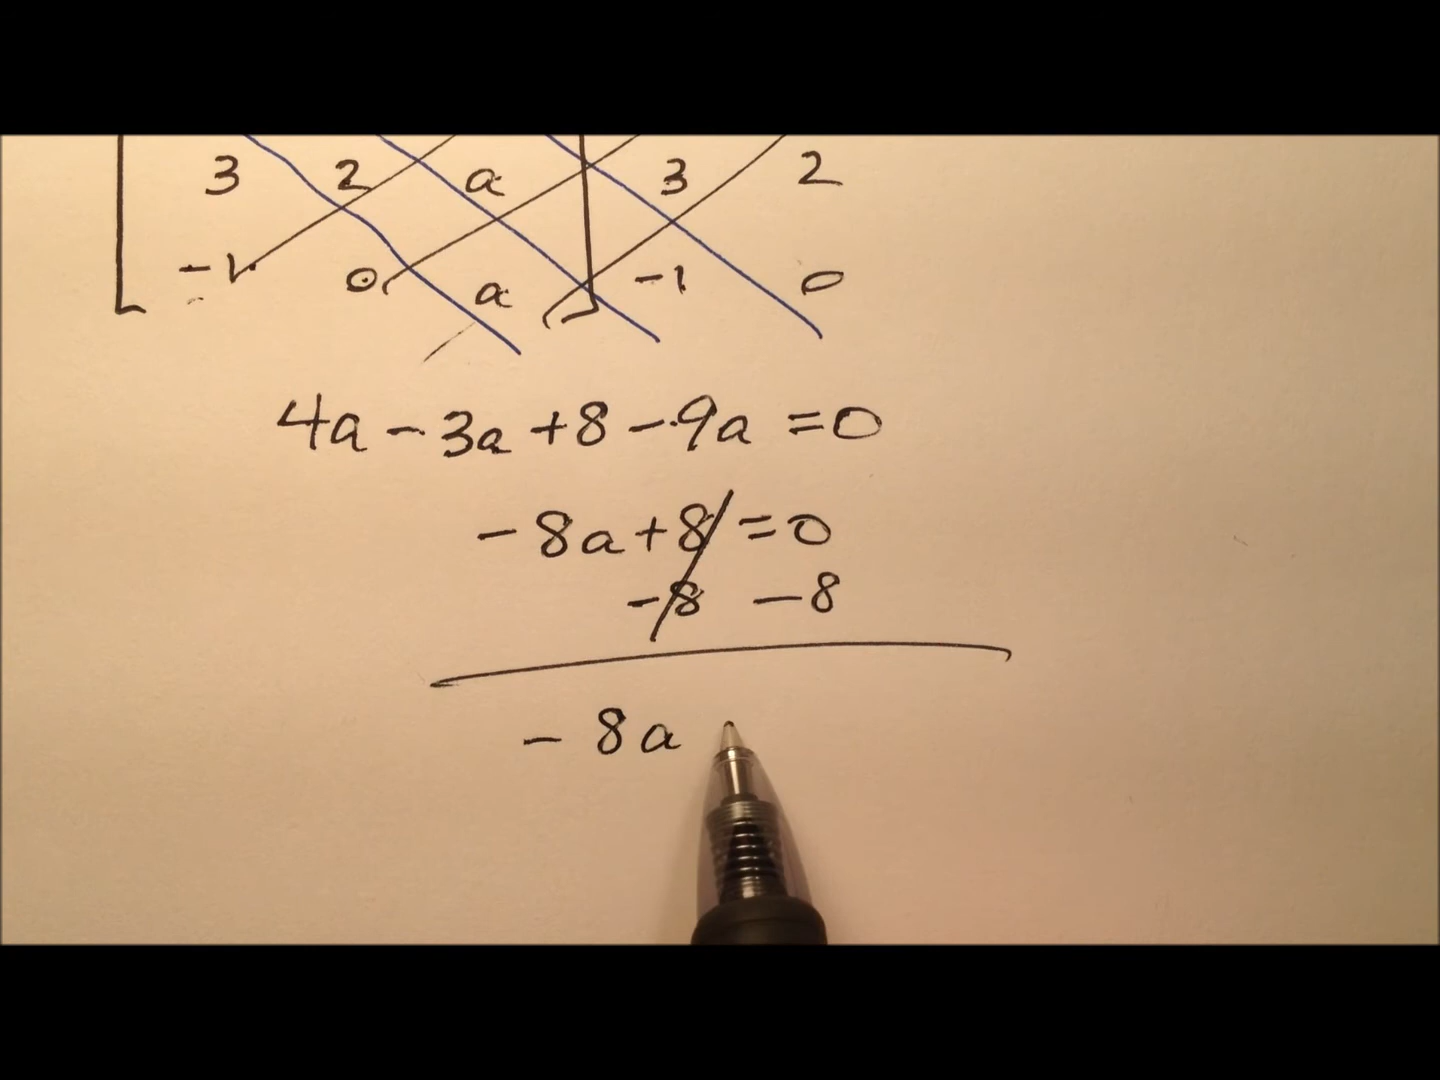 3 2 a 3 2
-1 0 a -1 0
4a - 3a + 8 - 9a = 0
- 8a + 8 = 0
- 8 - 8
- 8a